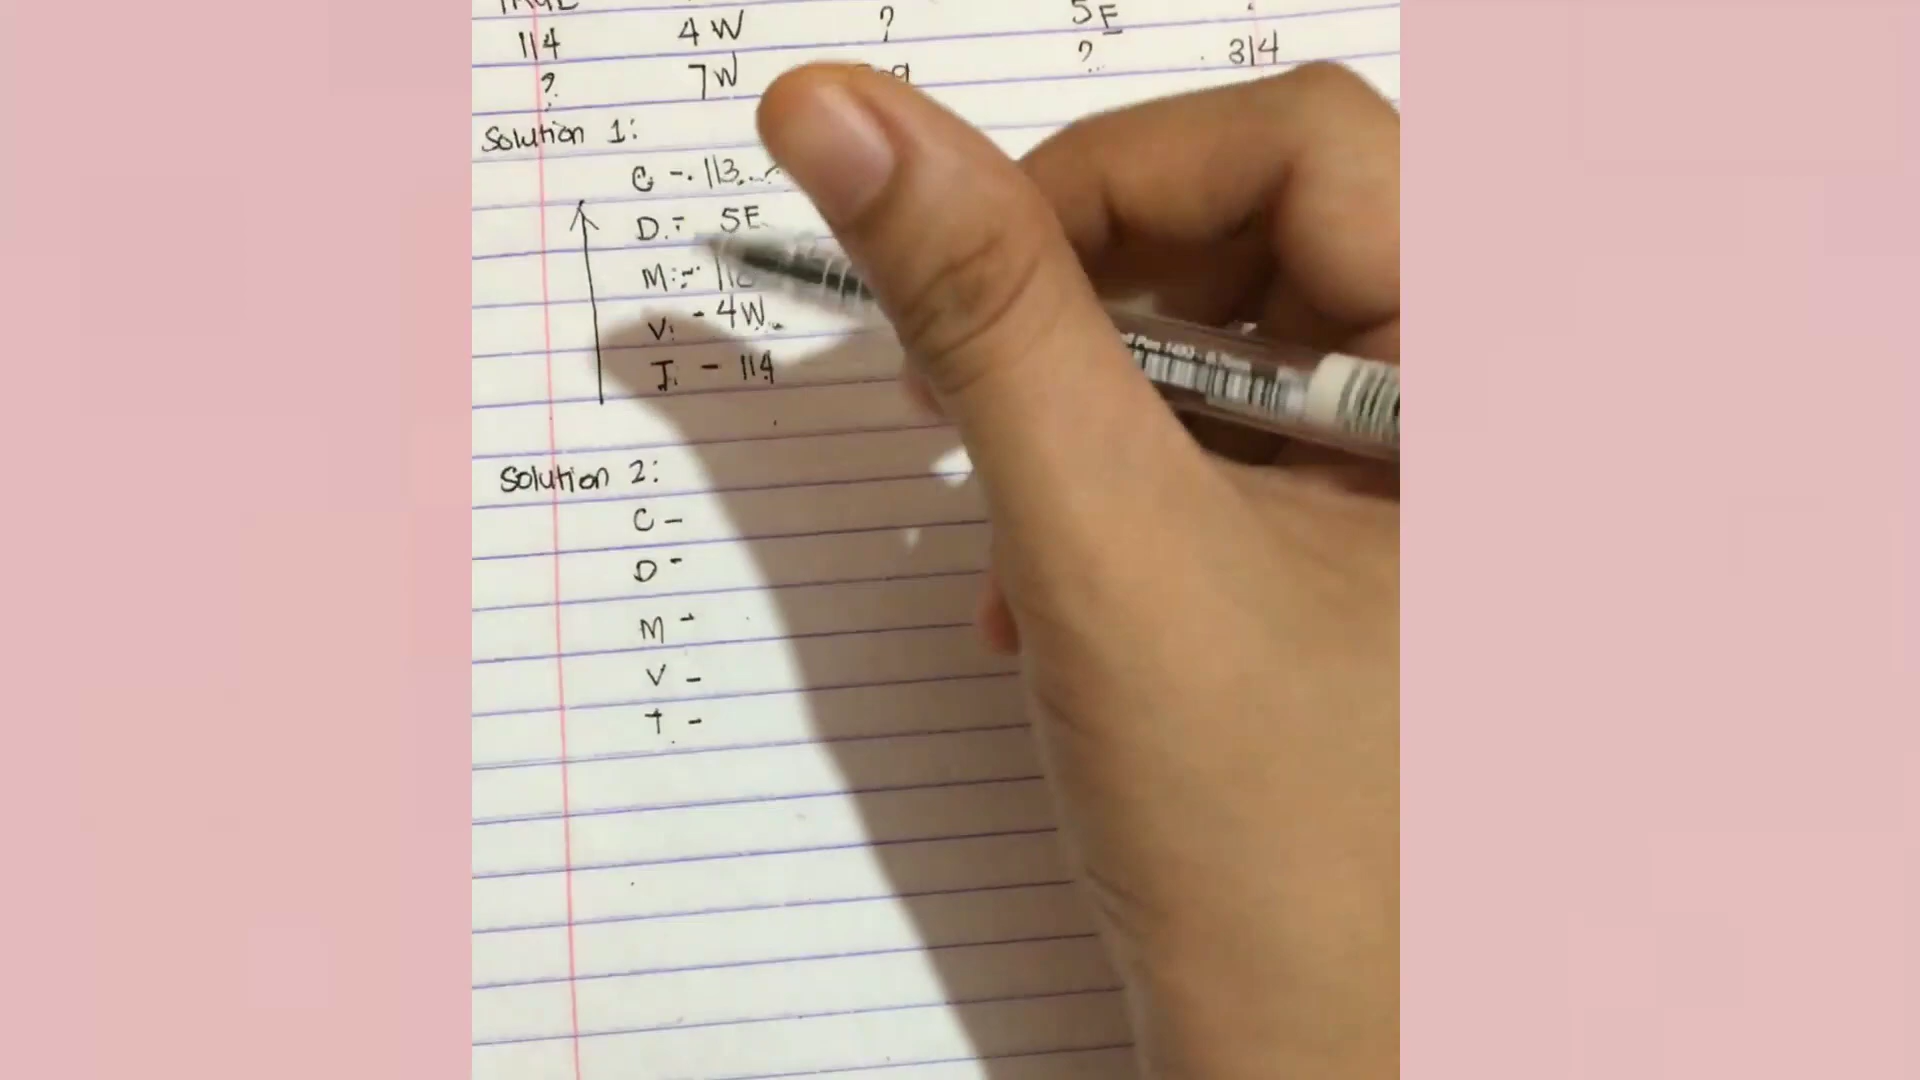 114 4W ? 5E
? 7W ? 314
Solution 1:
C - 113
D - 5E
M -
V - 4W
T - 114
Solution 2:
C -
D -
M -
V -
T -